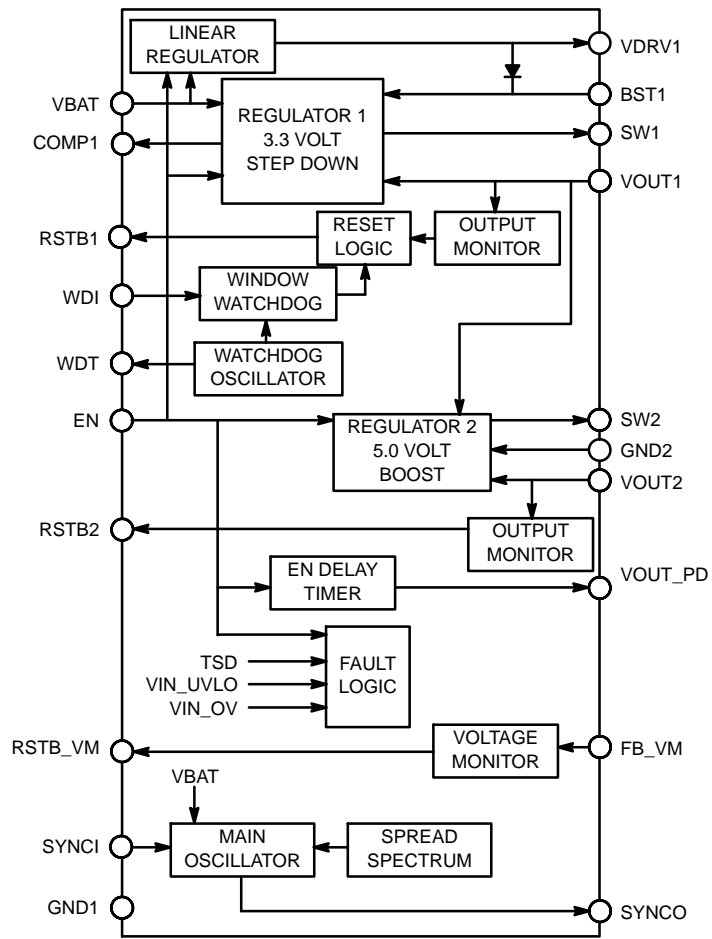 LINEAR
REGULATOR
VDRV1
VBAT
BST1
REGULATOR 1
3.3 VOLT
STEP DOWN
COMP1
SW1
VOUT1
RSTB1
RESET
LOGIC
OUTPUT
MONITOR
WDI
WINDOW
WATCHDOG
WDT
WATCHDOG
OSCILLATOR
EN
REGULATOR 2
5.0 VOLT
BOOST
SW2
GND2
VOUT2
RSTB2
OUTPUT
MONITOR
EN DELAY
TIMER
VOUT_PD
TSD
VIN_UVLO
VIN_OV
FAULT
LOGIC
RSTB_VM
VOLTAGE
MONITOR
FB_VM
VBAT
SYNCI
MAIN
OSCILLATOR
SPREAD
SPECTRUM
GND1
SYNCO